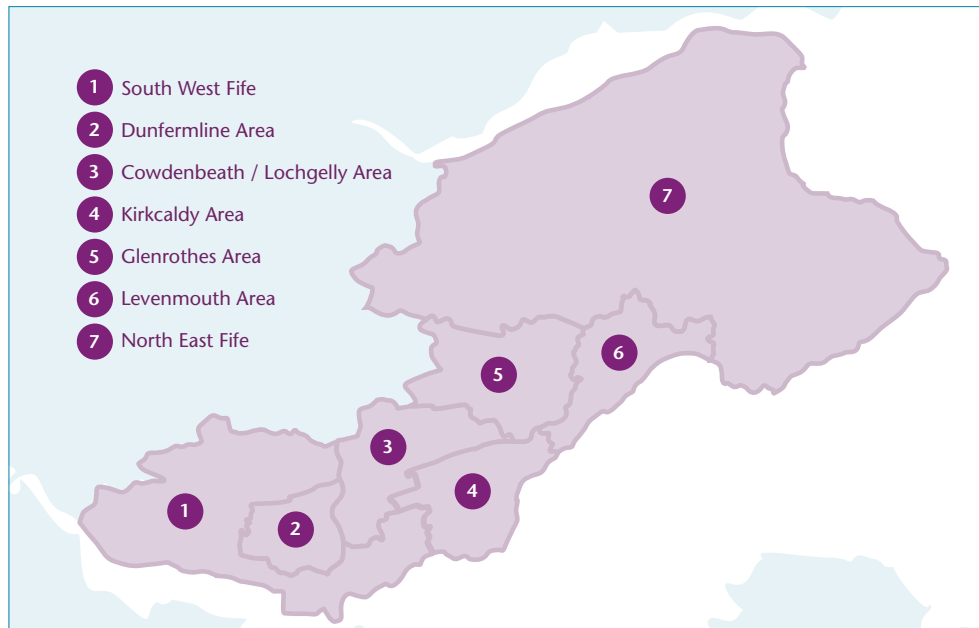 1 South West Fife
2 Dunfermline Area
3 Cowdenbeath / Lochgelly Area
4 Kirkcaldy Area
5 Glenrothes Area
6 Levenmouth Area
7 North East Fife
7
6
5
3
4
1
2